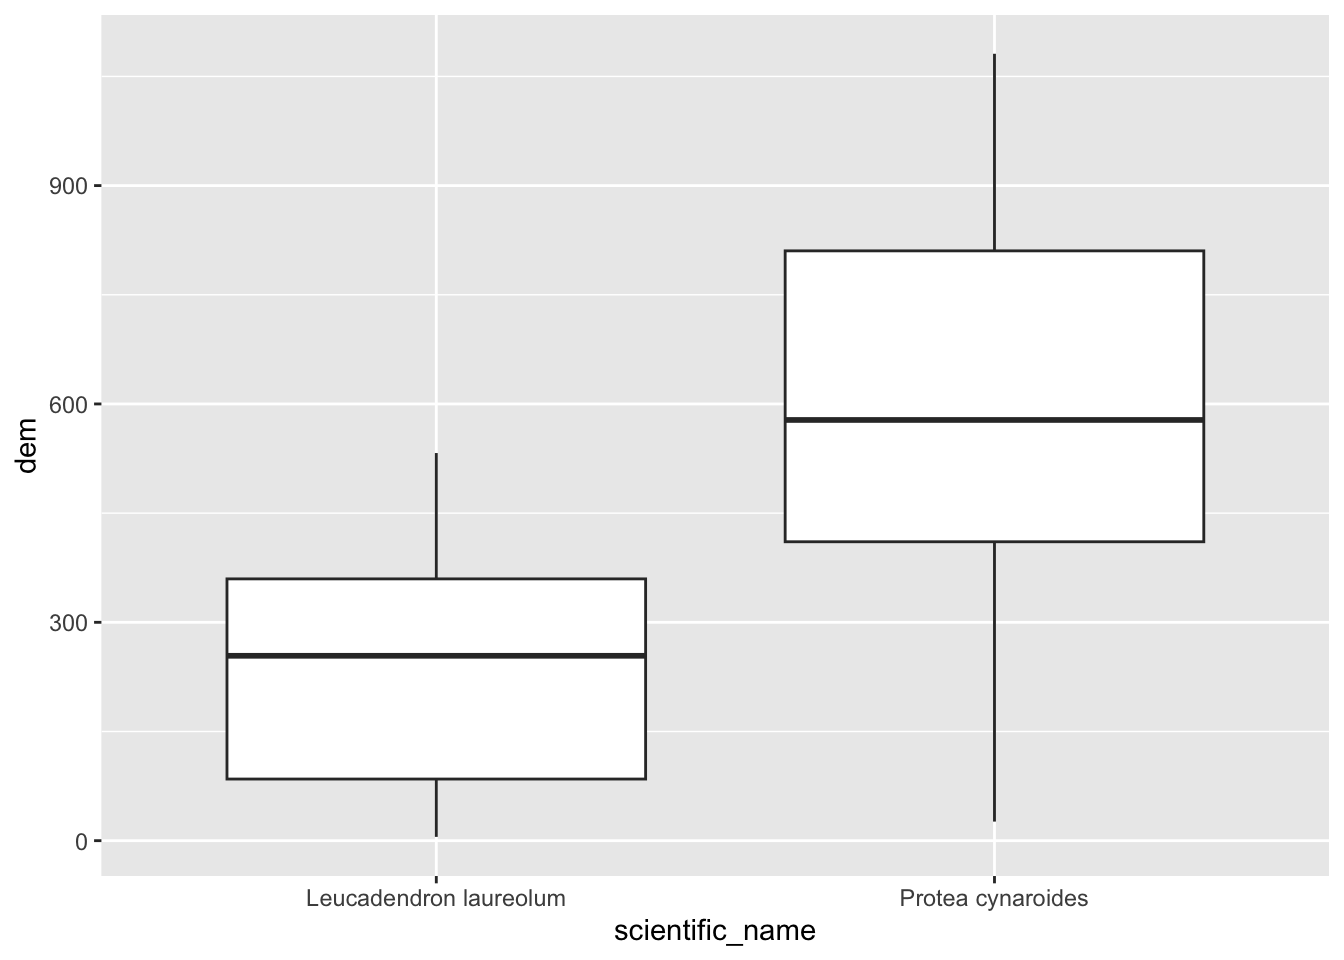 dem
900
600
300
0
Leucadendron laureolum
Protea cynaroides
scientific_name